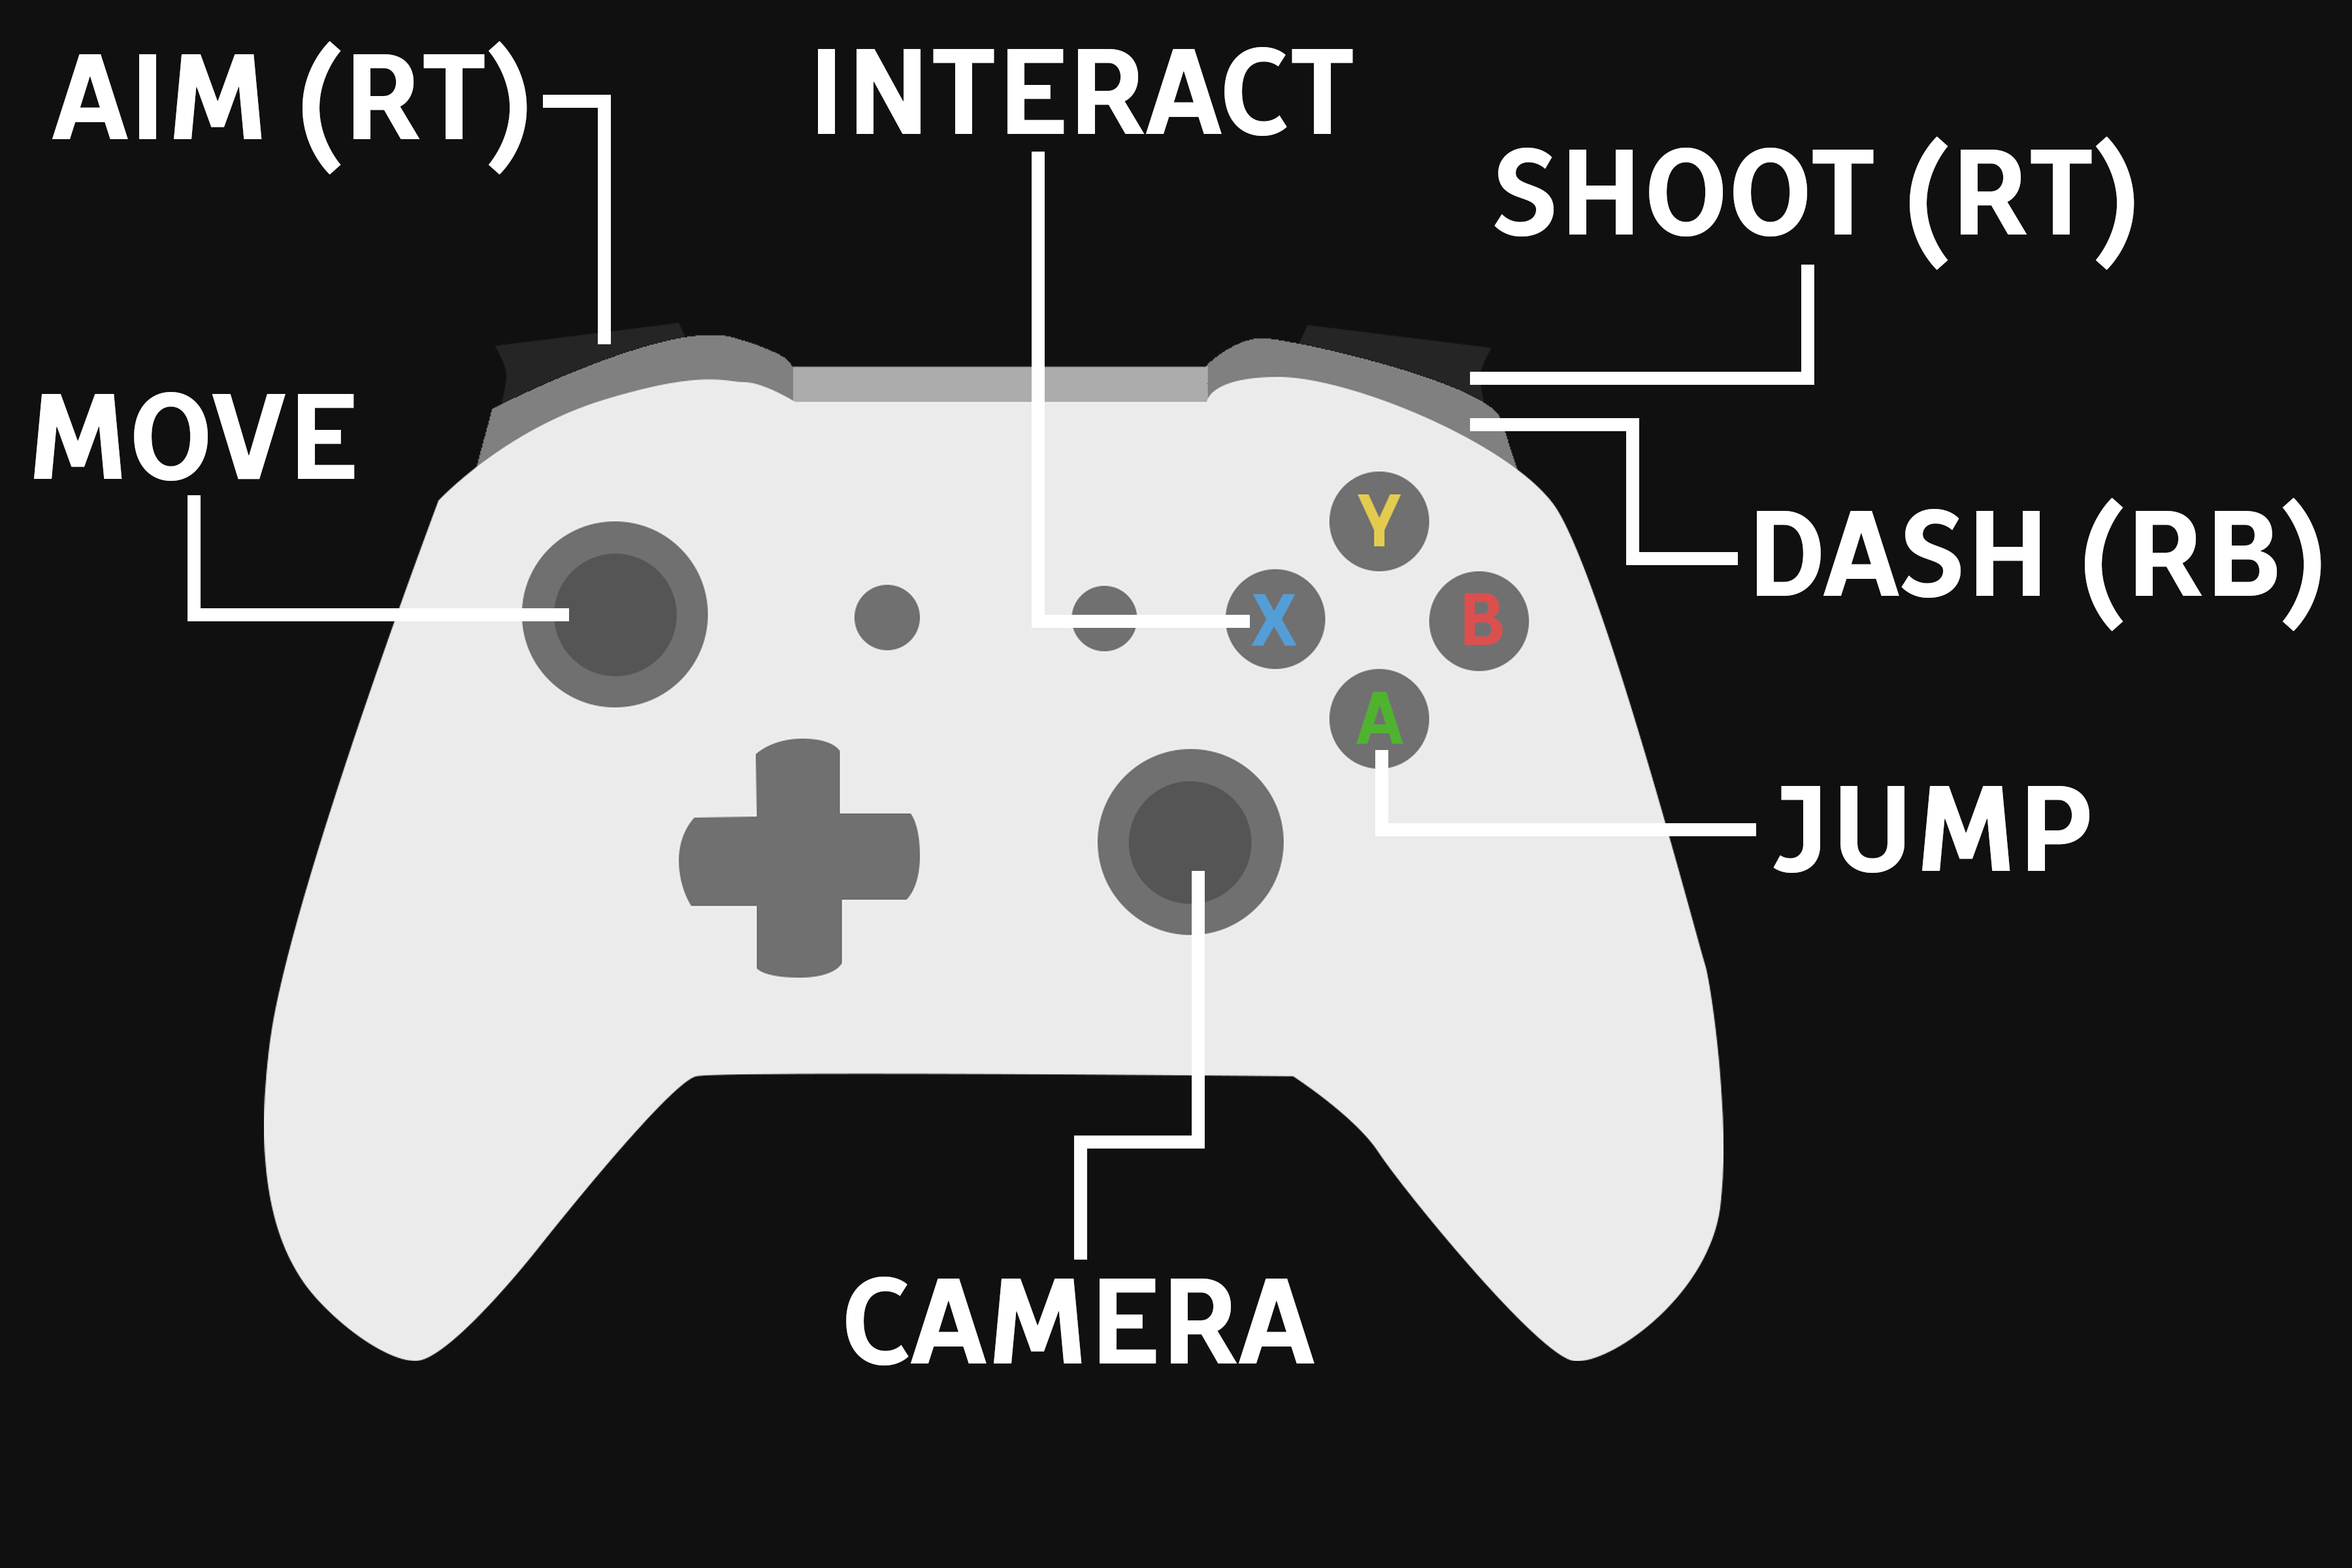 AIM (RT)
INTERACT
SHOOT (RT)
MOVE
DASH (RB)
Y
X
B
A
JUMP
CAMERA